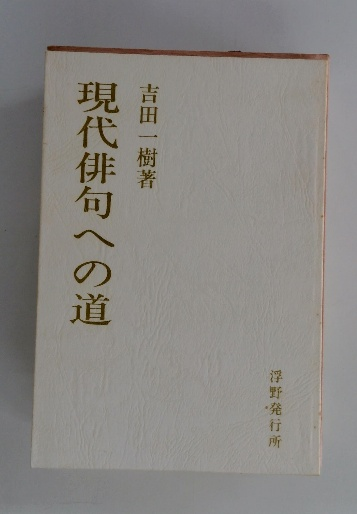 現代俳句への道
吉田一樹著
浮野発行所